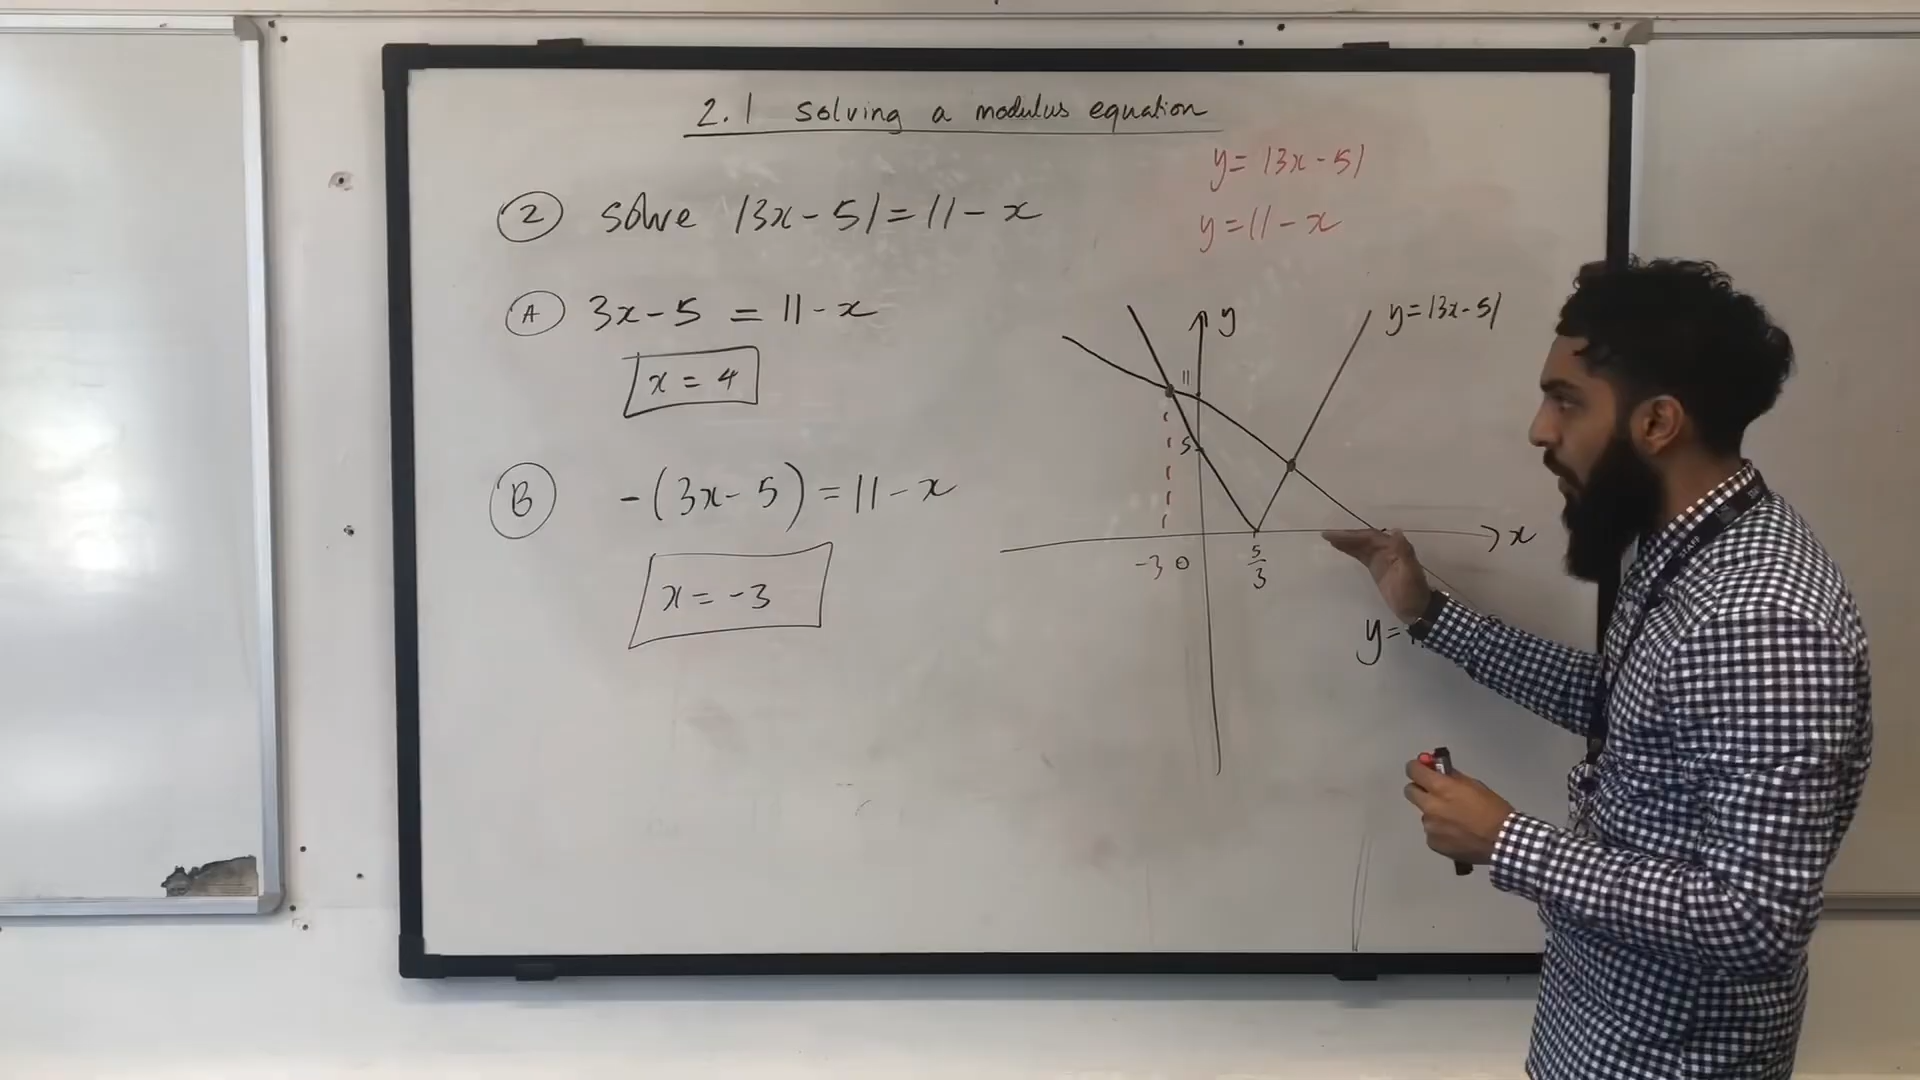 2.1 solving a modulus equation
y = |3x - 5|
y = 11 - x
2 solve |3x - 5| = 11 - x
A 3x - 5 = 11 - x
x = 4
B -(3x - 5) = 11 - x
x = -3
y
y = |3x - 5|
11
5
x
-3 0 5/3
y =
STAFF